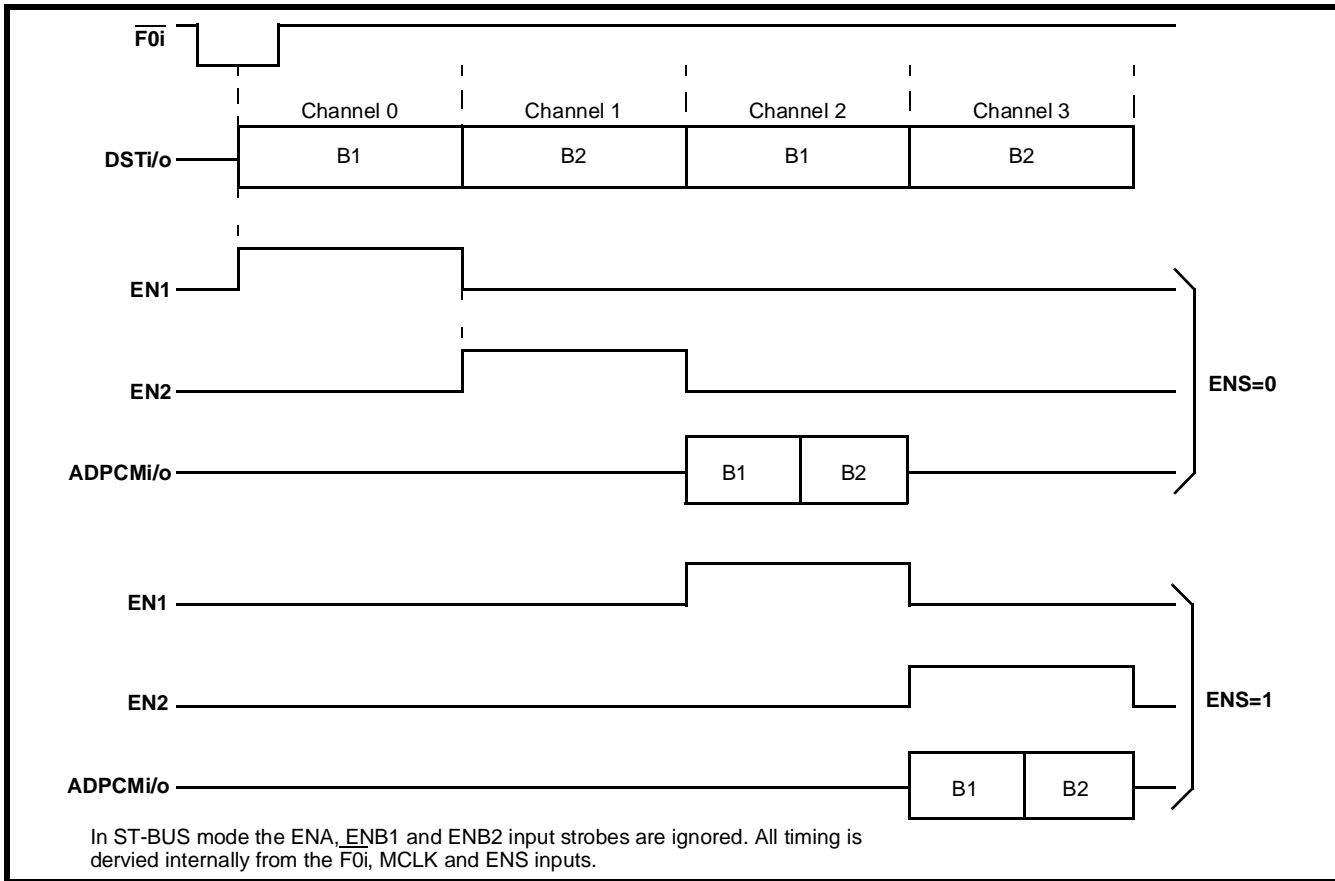 F0i
Channel 0 Channel 1 Channel 2 Channel 3
DSTi/o B1 B2 B1 B2
EN1
EN2
ENS=0
ADPCMi/o B1 B2
EN1
EN2
ENS=1
ADPCMi/o B1 B2
In ST-BUS mode the ENA, ENB1 and ENB2 input strobes are ignored. All timing is
dervied internally from the F0i, MCLK and ENS inputs.